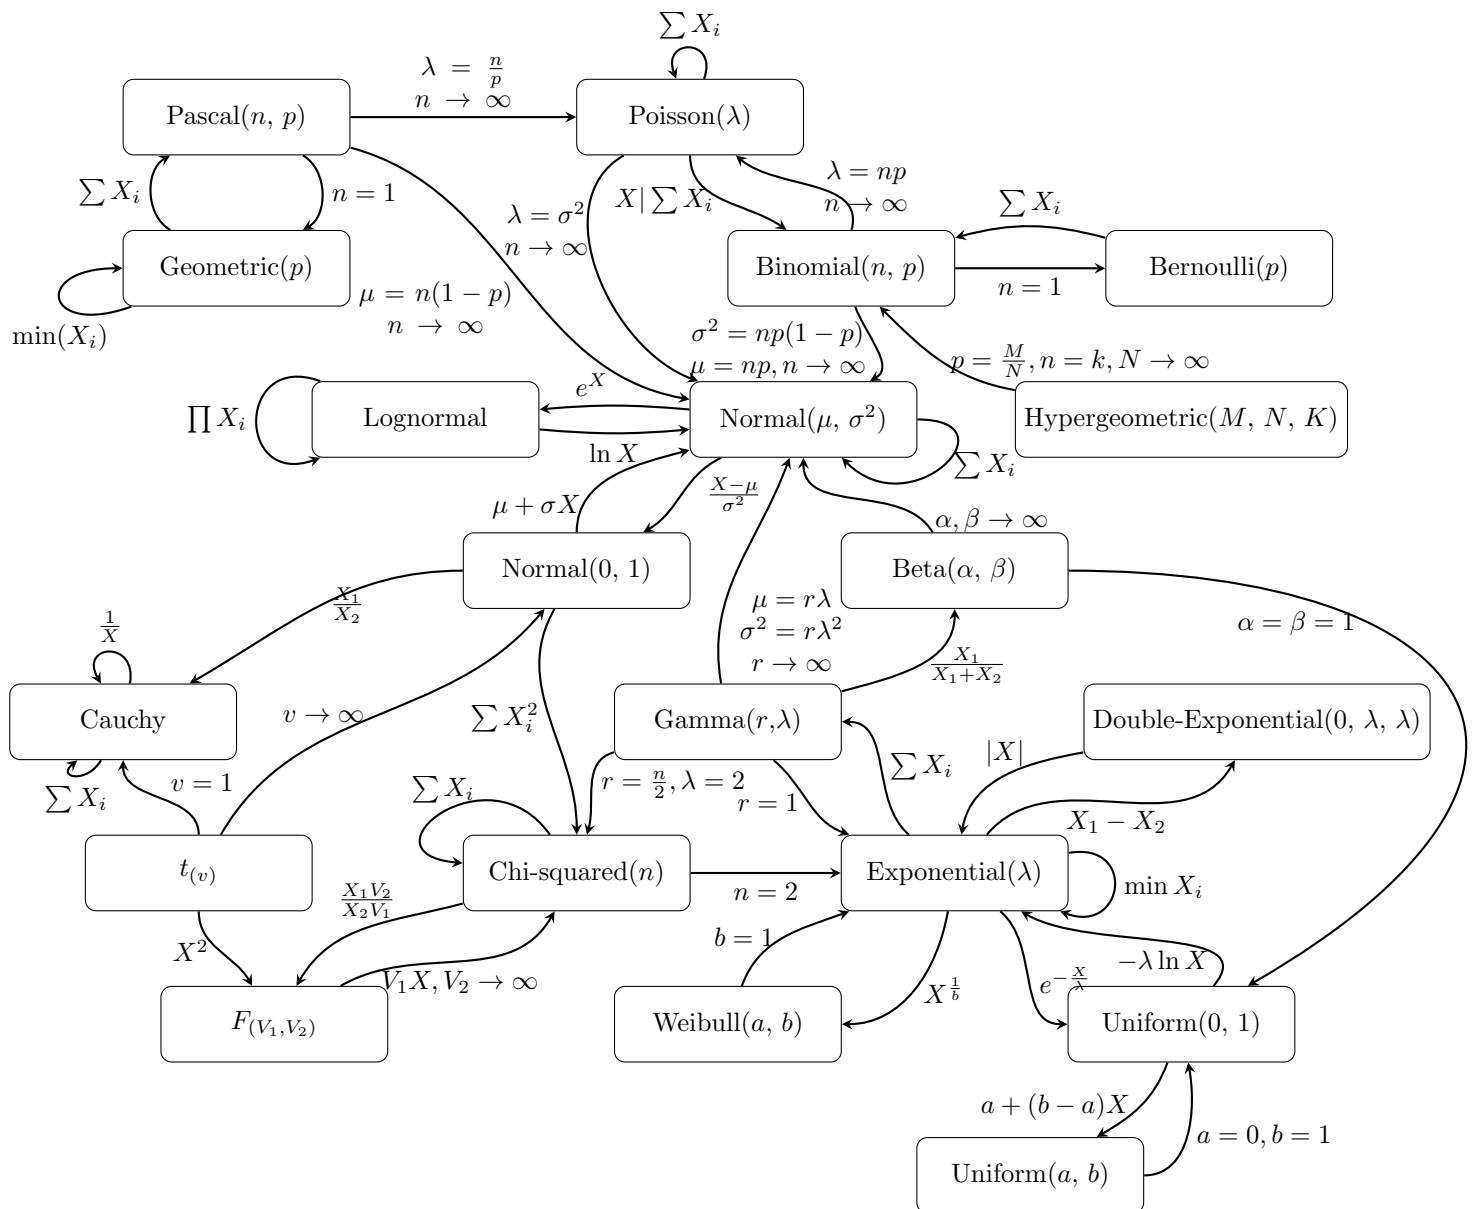 ∑ X_i
λ = n/p
n → ∞
Pascal(n, p)
Poisson(λ)
∑ X_i
n = 1
X| ∑ X_i
λ = np
n → ∞
λ = σ²
n → ∞
∑ X_i
Geometric(p)
Binomial(n, p)
Bernoulli(p)
n = 1
min(X_i)
μ = n(1 − p)
n → ∞
σ² = np(1 − p)
μ = np, n → ∞
p = M/N, n = k, N → ∞
∏ X_i
Lognormal
e^X
ln X
Normal(μ, σ²)
Hypergeometric(M, N, K)
∑ X_i
μ + σX
(X−μ)/σ²
α, β → ∞
Normal(0, 1)
Beta(α, β)
X_1/X_2
1/X
μ = rλ
σ² = rλ²
r → ∞
α = β = 1
X_1/(X_1+X_2)
Cauchy
v → ∞
∑ X_i²
Gamma(r,λ)
Double-Exponential(0, λ, λ)
∑ X_i
v = 1
∑ X_i
r = n/2, λ = 2
r = 1
∑ X_i
|X|
X_1 − X_2
t_(v)
Chi-squared(n)
n = 2
Exponential(λ)
min X_i
X²
X_1V_2/X_2V_1
V_1X, V_2 → ∞
b = 1
X^(1/b)
e^(−X/λ)
−λ ln X
F_(V_1,V_2)
Weibull(a, b)
Uniform(0, 1)
a + (b − a)X
a = 0, b = 1
Uniform(a, b)